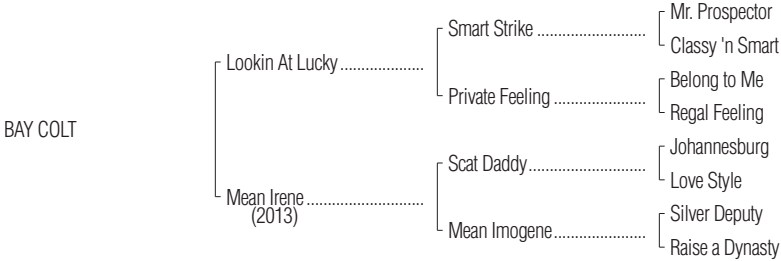 Mr. Prospector
Smart Strike ..........................
Classy 'n Smart
Lookin At Lucky ....................
Belong to Me
Private Feeling ......................
Regal Feeling
BAY COLT
Johannesburg
Scat Daddy ............................
Love Style
Mean Irene ............................
(2013)
Silver Deputy
Mean Imogene ......................
Raise a Dynasty